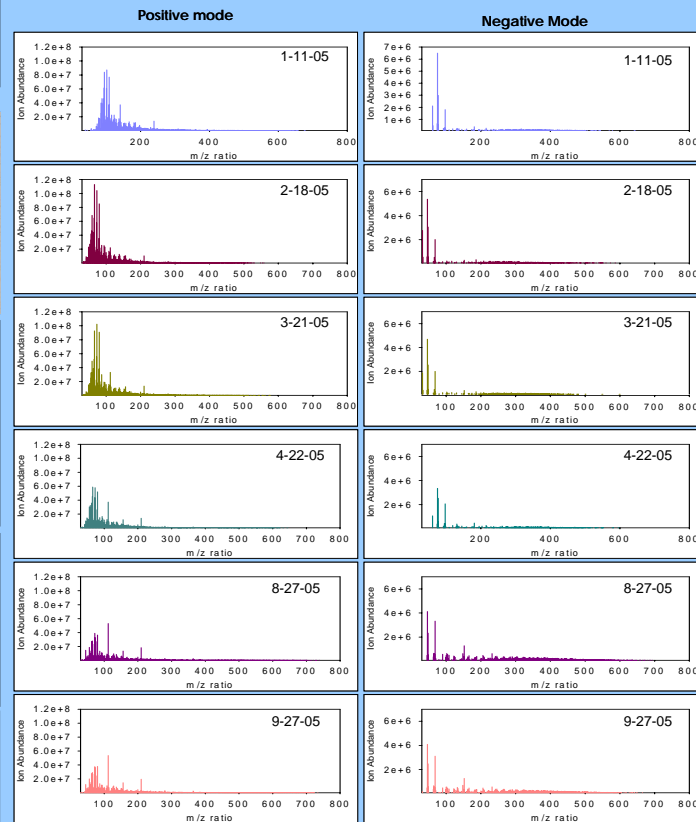 Positive mode
Negative Mode
1.2e+8
1.0e+8
8.0e+7
6.0e+7
4.0e+7
2.0e+7
Ion Abundance
1-11-05
200 400 600 800
m/z ratio
7e+6
6e+6
5e+6
4e+6
3e+6
2e+6
1e+6
Ion Abundance
1-11-05
200 400 600 800
m/z ratio
1.2e+8
1.0e+8
8.0e+7
6.0e+7
4.0e+7
2.0e+7
Ion Abundance
2-18-05
100 200 300 400 500 600 700 800
m/z ratio
6e+6
4e+6
2e+6
Ion Abundance
2-18-05
100 200 300 400 500 600 700 800
m/z ratio
1.2e+8
1.0e+8
8.0e+7
6.0e+7
4.0e+7
2.0e+7
Ion Abundance
3-21-05
100 200 300 400 500 600 700 800
m/z ratio
6e+6
4e+6
2e+6
Ion Abundance
3-21-05
100 200 300 400 500 600 700 800
m/z ratio
1.2e+8
1.0e+8
8.0e+7
6.0e+7
4.0e+7
2.0e+7
Ion Abundance
4-22-05
100 200 300 400 500 600 700 800
m/z ratio
6e+6
4e+6
2e+6
Ion Abundance
4-22-05
200 400 600 800
m/z ratio
1.2e+8
1.0e+8
8.0e+7
6.0e+7
4.0e+7
2.0e+7
Ion Abundance
8-27-05
100 200 300 400 500 600 700 800
m/z ratio
6e+6
4e+6
2e+6
Ion Abundance
8-27-05
100 200 300 400 500 600 700 800
m/z ratio
1.2e+8
1.0e+8
8.0e+7
6.0e+7
4.0e+7
2.0e+7
Ion Abundance
9-27-05
100 200 300 400 500 600 700 800
m/z ratio
6e+6
4e+6
2e+6
Ion Abundance
9-27-05
100 200 300 400 500 600 700 800
m/z ratio